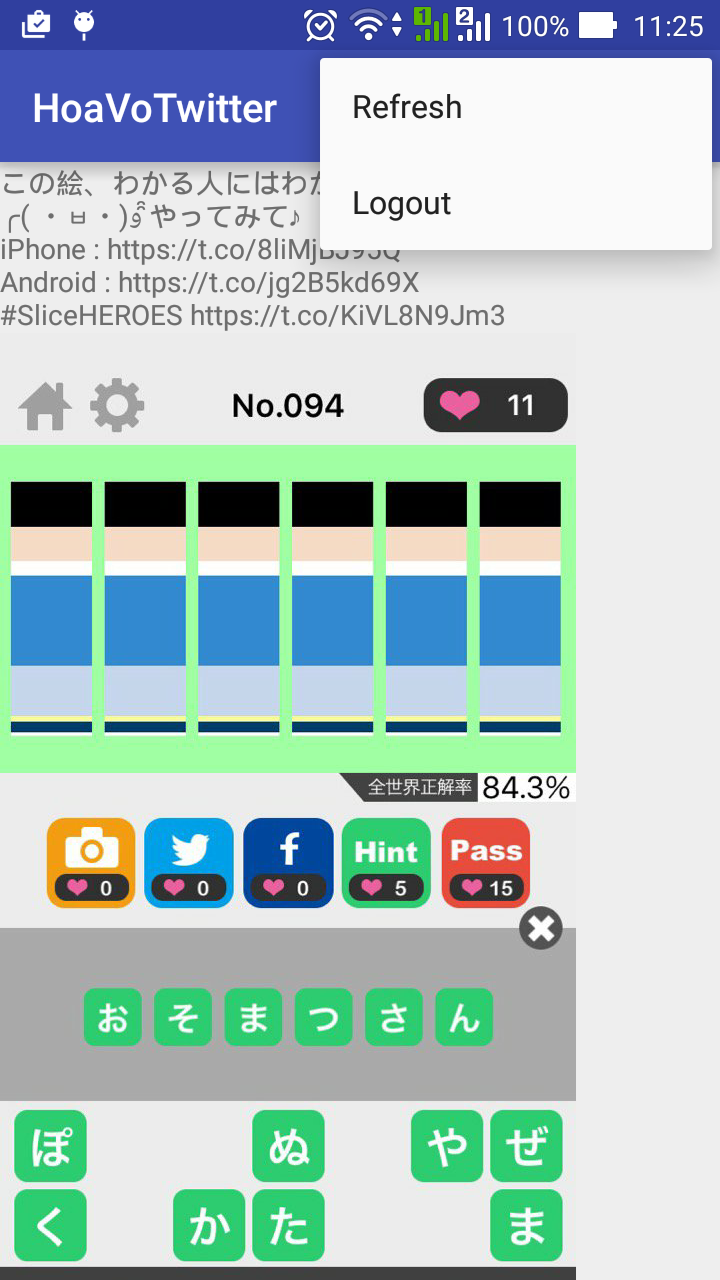 1 2 100% 11:25
HoaVoTwitter
Refresh
Logout
この絵、わかる人にはわか
╭( ・ㅂ・)و やってみて♪
iPhone : https://t.co/8liMjBJ95Q
Android : https://t.co/jg2B5kd69X
#SliceHEROES https://t.co/KiVL8N9Jm3
No.094 11
全世界正解率 84.3%
f Hint Pass
0 0 0 5 15
おそまつさん
ぽ ぬ や ぜ
く か た ま